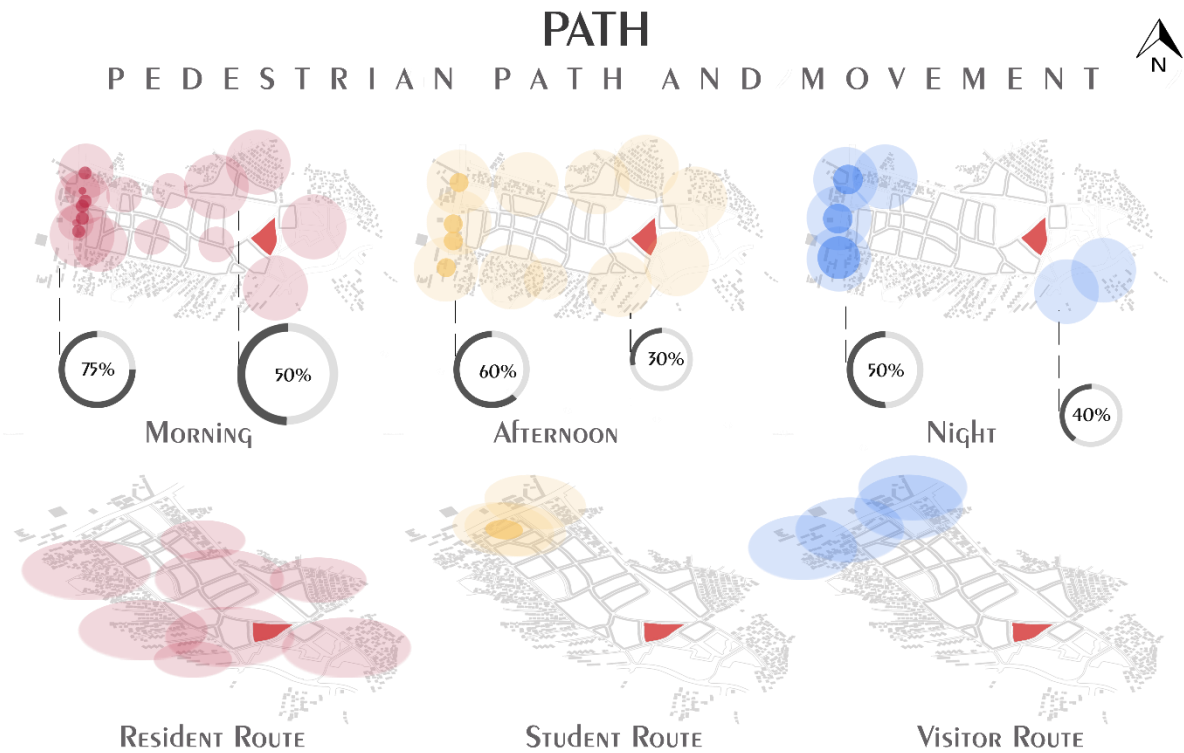 PATH
PEDESTRIAN PATH AND MOVEMENT
N
75%
50%
60%
30%
50%
40%
Morning
Afternoon
Night
Resident Route
Student Route
Visitor Route